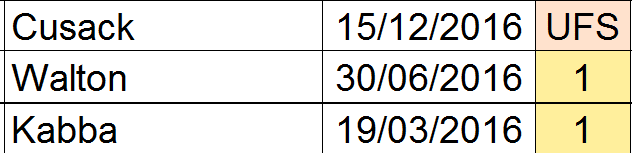 Cusack 15/12/2016 UFS
Walton 30/06/2016 1
Kabba 19/03/2016 1